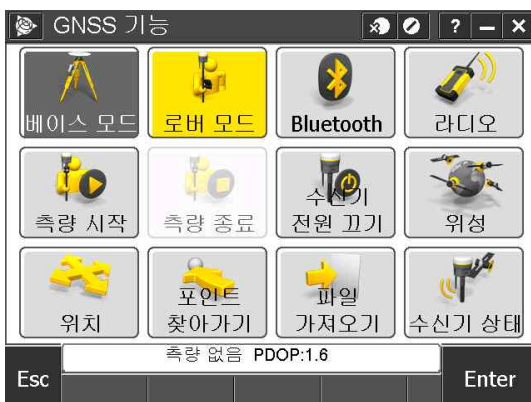 GNSS 기능
? – ×
베이스 모드
로버 모드
Bluetooth
라디오
측량 시작
측량 종료
수신기
전원 끄기
위성
위치
포인트
찾아가기
파일
가져오기
수신기 상태
측량 없음 PDOP:1.6
Esc
Enter